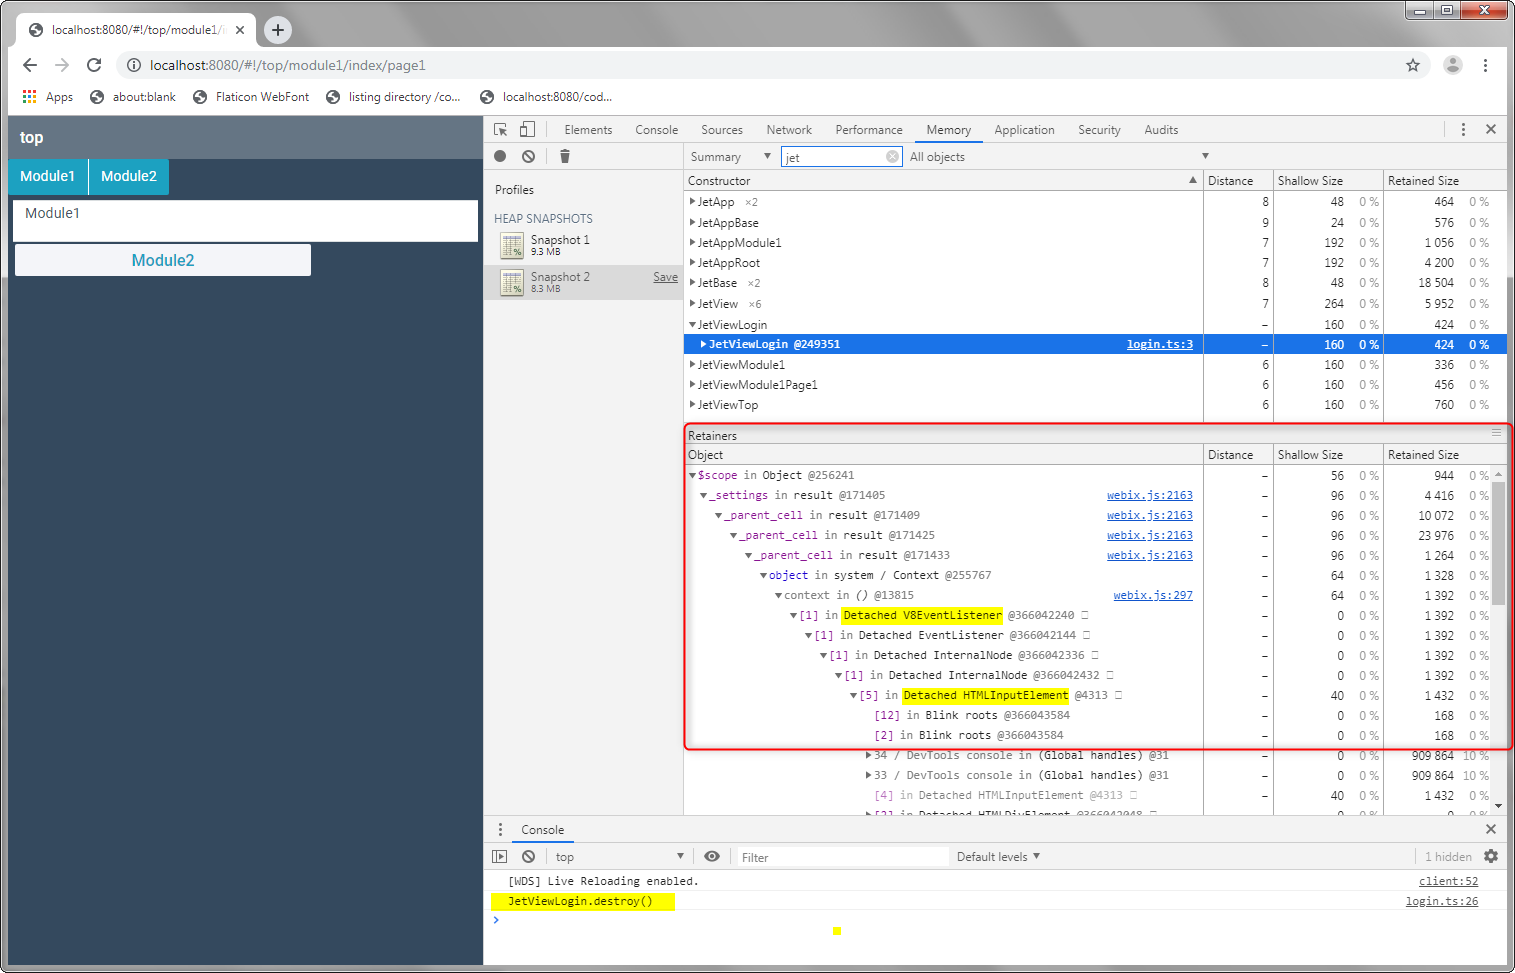 localhost:8080/#!/top/module1/i
localhost:8080/#!/top/module1/index/page1
Apps about:blank Flaticon WebFont listing directory /co... localhost:8080/cod...
top
Module1 Module2
Module1
Module2
Elements Console Sources Network Performance Memory Application Security Audits
Summary jet All objects
Profiles
HEAP SNAPSHOTS
Snapshot 1
9.3 MB
Snapshot 2 Save
8.3 MB
Constructor Distance Shallow Size Retained Size
JetApp ×2 8 48 0 % 464 0 %
JetAppBase 9 24 0 % 576 0 %
JetAppModule1 7 192 0 % 1 056 0 %
JetAppRoot 7 192 0 % 4 200 0 %
JetBase ×2 8 48 0 % 18 504 0 %
JetView ×6 7 264 0 % 5 952 0 %
JetViewLogin – 160 0 % 424 0 %
JetViewLogin @249351 login.ts:3 – 160 0 % 424 0 %
JetViewModule1 6 160 0 % 336 0 %
JetViewModule1Page1 6 160 0 % 456 0 %
JetViewTop 6 160 0 % 760 0 %
Retainers
Object Distance Shallow Size Retained Size
$scope in Object @256241 – 56 0 % 944 0 %
_settings in result @171405 webix.js:2163 – 96 0 % 4 416 0 %
_parent_cell in result @171409 webix.js:2163 – 96 0 % 10 072 0 %
_parent_cell in result @171425 webix.js:2163 – 96 0 % 23 976 0 %
_parent_cell in result @171433 webix.js:2163 – 96 0 % 1 264 0 %
object in system / Context @255767 – 64 0 % 1 328 0 %
context in () @13815 webix.js:297 – 64 0 % 1 392 0 %
[1] in Detached V8EventListener @366042240 – 0 0 % 1 392 0 %
[1] in Detached EventListener @366042144 – 0 0 % 1 392 0 %
[1] in Detached InternalNode @366042336 – 0 0 % 1 392 0 %
[1] in Detached InternalNode @366042432 – 0 0 % 1 392 0 %
[5] in Detached HTMLInputElement @4313 – 40 0 % 1 432 0 %
[12] in Blink roots @366043584 – 0 0 % 168 0 %
[2] in Blink roots @366043584 – 0 0 % 168 0 %
34 / DevTools console in (Global handles) @31 – 0 0 % 909 864 10 %
33 / DevTools console in (Global handles) @31 – 0 0 % 909 864 10 %
[4] in Detached HTMLInputElement @4313 – 40 0 % 1 432 0 %
[2] in Detached HTMLDivElement @366042048 – 0 0 % 0 0 %
Console
top Filter Default levels 1 hidden
[WDS] Live Reloading enabled. client:52
JetViewLogin.destroy() login.ts:26